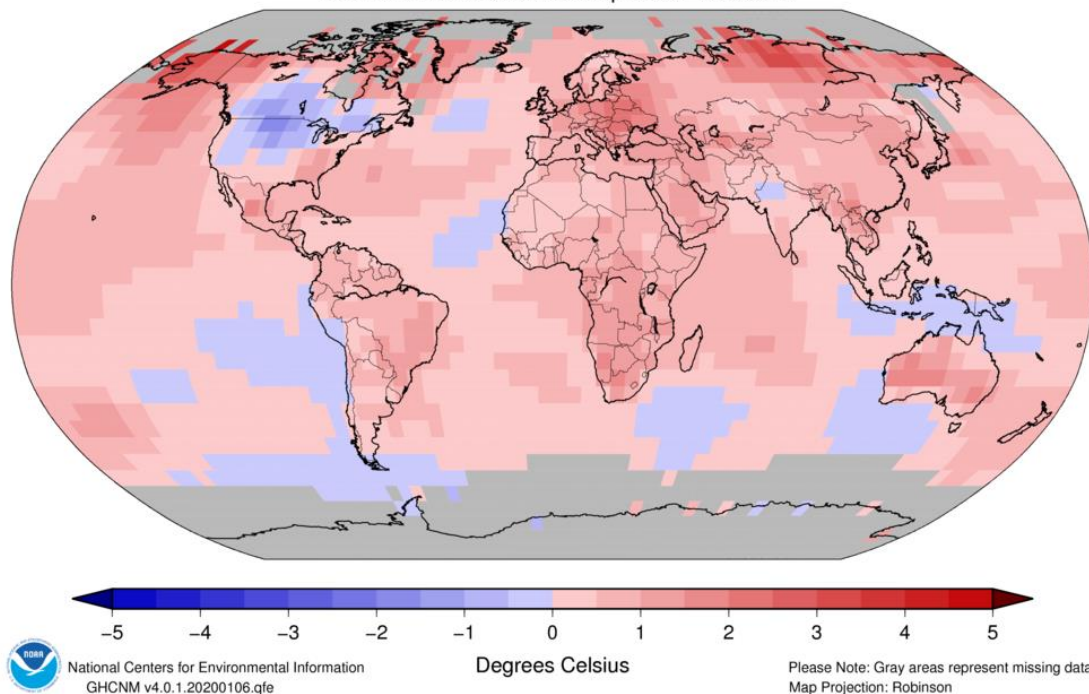 -5 -4 -3 -2 -1 0 1 2 3 4 5
Degrees Celsius
NOAA
National Centers for Environmental Information
GHCNM v4.0.1.20200106.qfe
Please Note: Gray areas represent missing data
Map Projection: Robinson